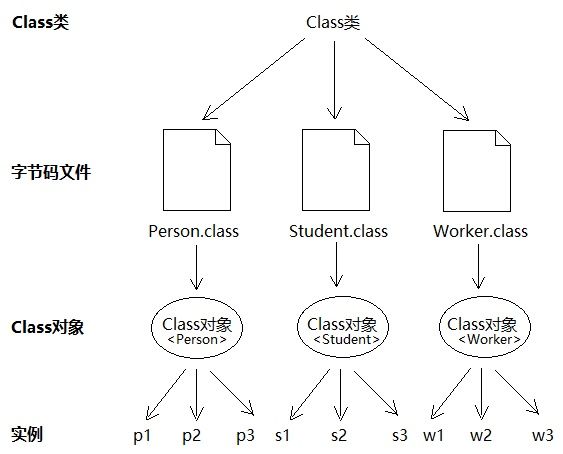 Class类 Class类
字节码文件
Person.class Student.class Worker.class
Class对象 Class对象 Class对象 Class对象
<Person> <Student> <Worker>
实例 p1 p2 p3 s1 s2 s3 w1 w2 w3